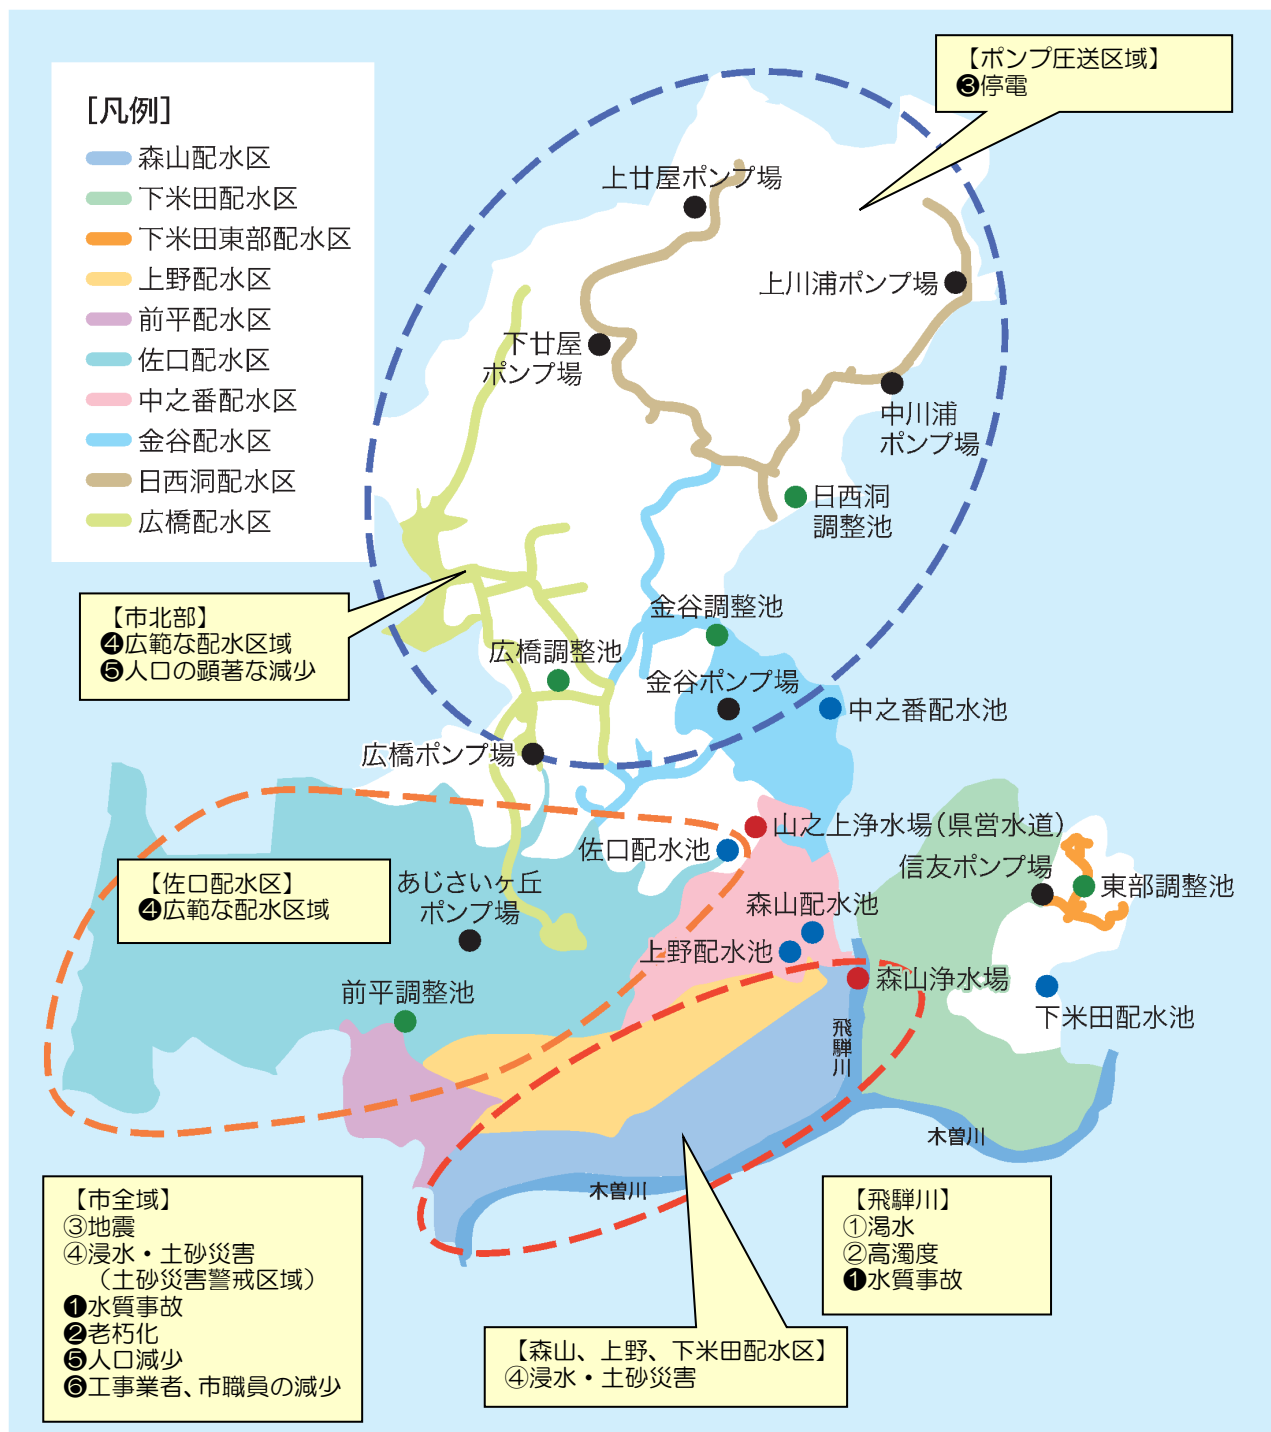 【ポンプ圧送区域】
❸停電
［凡例］
森山配水区
下米田配水区
下米田東部配水区
上野配水区
前平配水区
佐口配水区
中之番配水区
金谷配水区
日西洞配水区
広橋配水区
上廿屋ポンプ場
上川浦ポンプ場
下廿屋
ポンプ場
中川浦
ポンプ場
日西洞
調整池
【市北部】
❹広範な配水区域
❺人口の顕著な減少
金谷調整池
広橋調整池
金谷ポンプ場
中之番配水池
広橋ポンプ場
山之上浄水場（県営水道）
佐口配水池
信友ポンプ場
東部調整池
【佐口配水区】
❹広範な配水区域
あじさいヶ丘
ポンプ場
森山配水池
上野配水池
森山浄水場
前平調整池
下米田配水池
飛騨川
木曽川
木曽川
【市全域】
③地震
④浸水・土砂災害
（土砂災害警戒区域）
❶水質事故
❷老朽化
❺人口減少
❻工事業者、市職員の減少
【飛騨川】
①渇水
②高濁度
❶水質事故
【森山、上野、下米田配水区】
④浸水・土砂災害